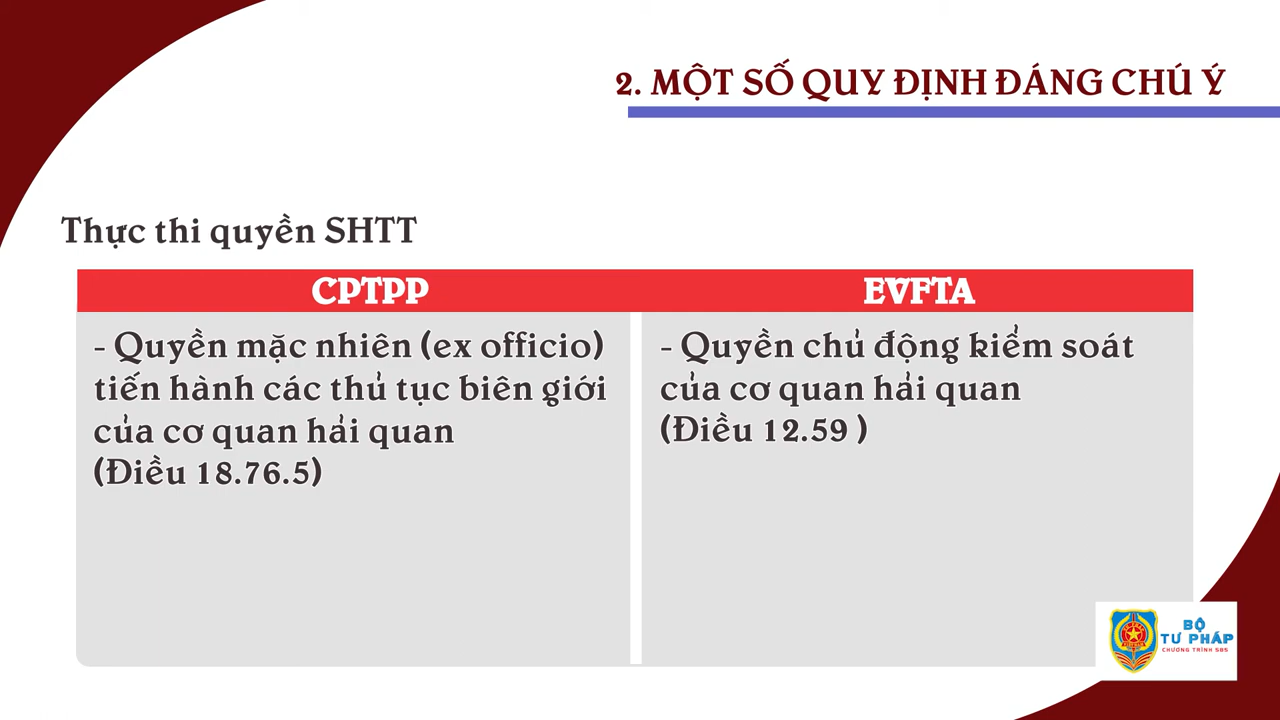 2. MỘT SỐ QUY ĐỊNH ĐÁNG CHÚ Ý
Thực thi quyền SHTT
CPTPP
- Quyền mặc nhiên (ex officio)
tiến hành các thủ tục biên giới
của cơ quan hải quan
(Điều 18.76.5)
EVFTA
- Quyền chủ động kiểm soát
của cơ quan hải quan
(Điều 12.59 )
BỘ
TƯ PHÁP
CHƯƠNG TRÌNH 585